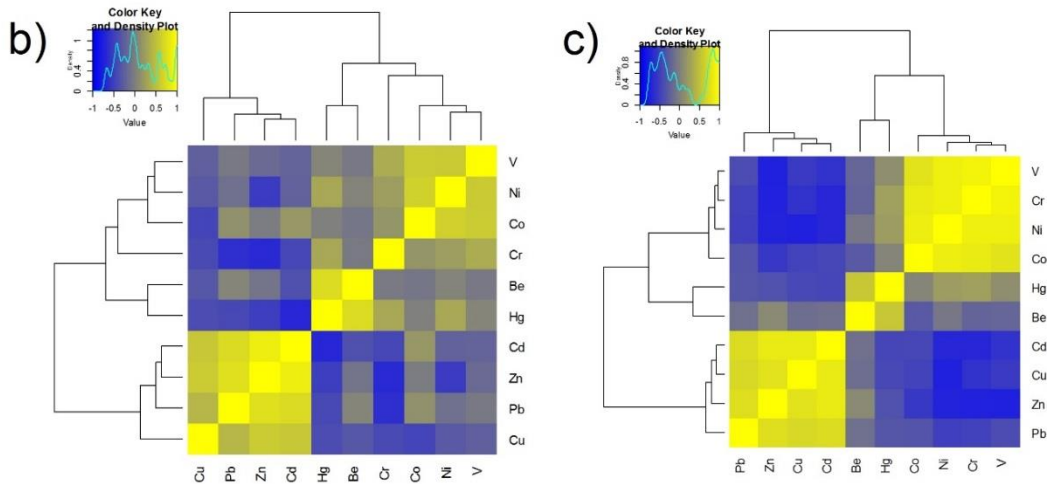 b)
Color Key
and Density Plot
Density
0 0.4 1
-1 -0.5 0 0.5 1
Value
V
Ni
Co
Cr
Be
Hg
Cd
Zn
Pb
Cu
Cu Pb Zn Cd Hg Be Cr Co Ni V
c)
Color Key
and Density Plot
Density
0 0.4 0.8
-1 -0.5 0 0.5 1
Value
V
Cr
Ni
Co
Hg
Be
Cd
Cu
Zn
Pb
Pb Zn Cu Cd Be Hg Co Ni Cr V